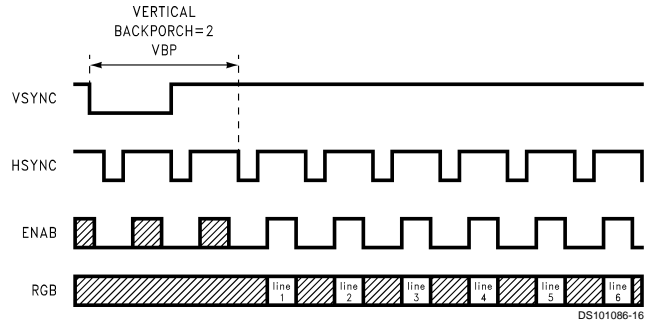 VERTICAL
BACKPORCH=2
VBP
VSYNC
HSYNC
ENAB
RGB
line
1
line
2
line
3
line
4
line
5
line
6
DS101086-16